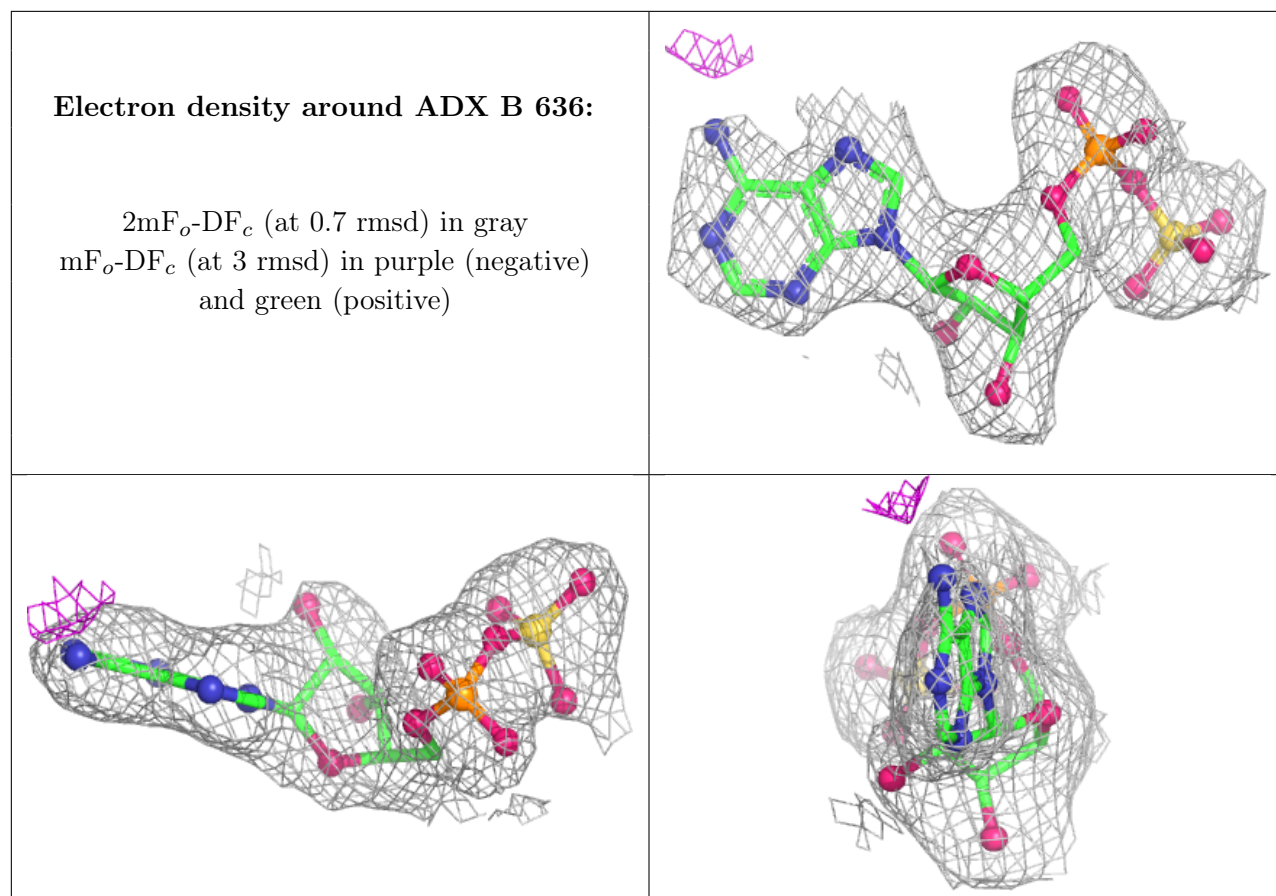 Electron density around ADX B 636:
2mFo-DFc (at 0.7 rmsd) in gray
mFo-DFc (at 3 rmsd) in purple (negative)
and green (positive)